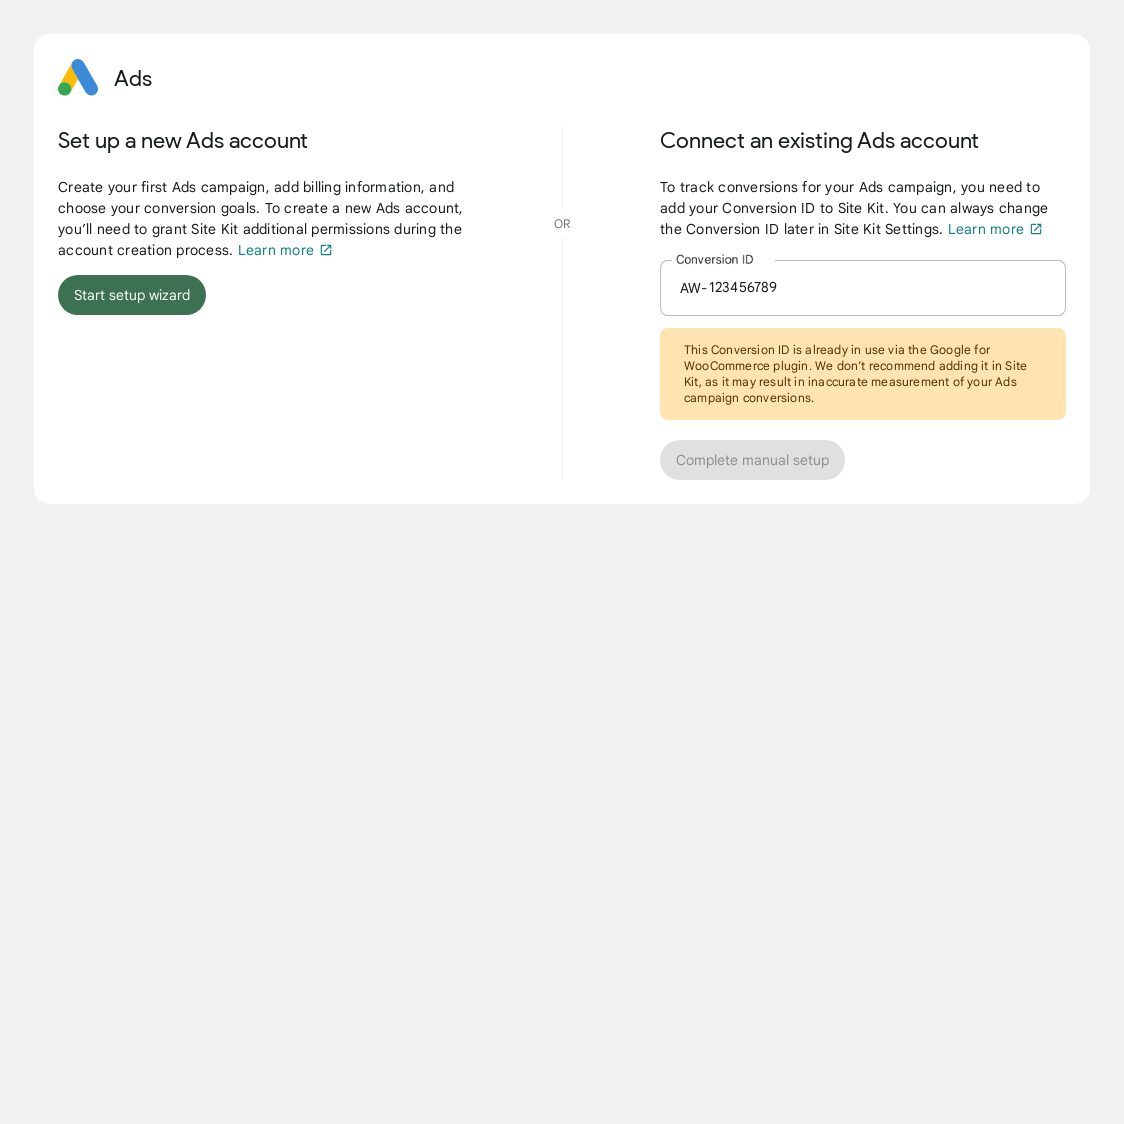 Ads
Set up a new Ads account
Create your first Ads campaign, add billing information, and
choose your conversion goals. To create a new Ads account,
you’ll need to grant Site Kit additional permissions during the
account creation process. Learn more
Start setup wizard
OR
Connect an existing Ads account
To track conversions for your Ads campaign, you need to
add your Conversion ID to Site Kit. You can always change
the Conversion ID later in Site Kit Settings. Learn more
Conversion ID
AW-123456789
This Conversion ID is already in use via the Google for
WooCommerce plugin. We don’t recommend adding it in Site
Kit, as it may result in inaccurate measurement of your Ads
campaign conversions.
Complete manual setup